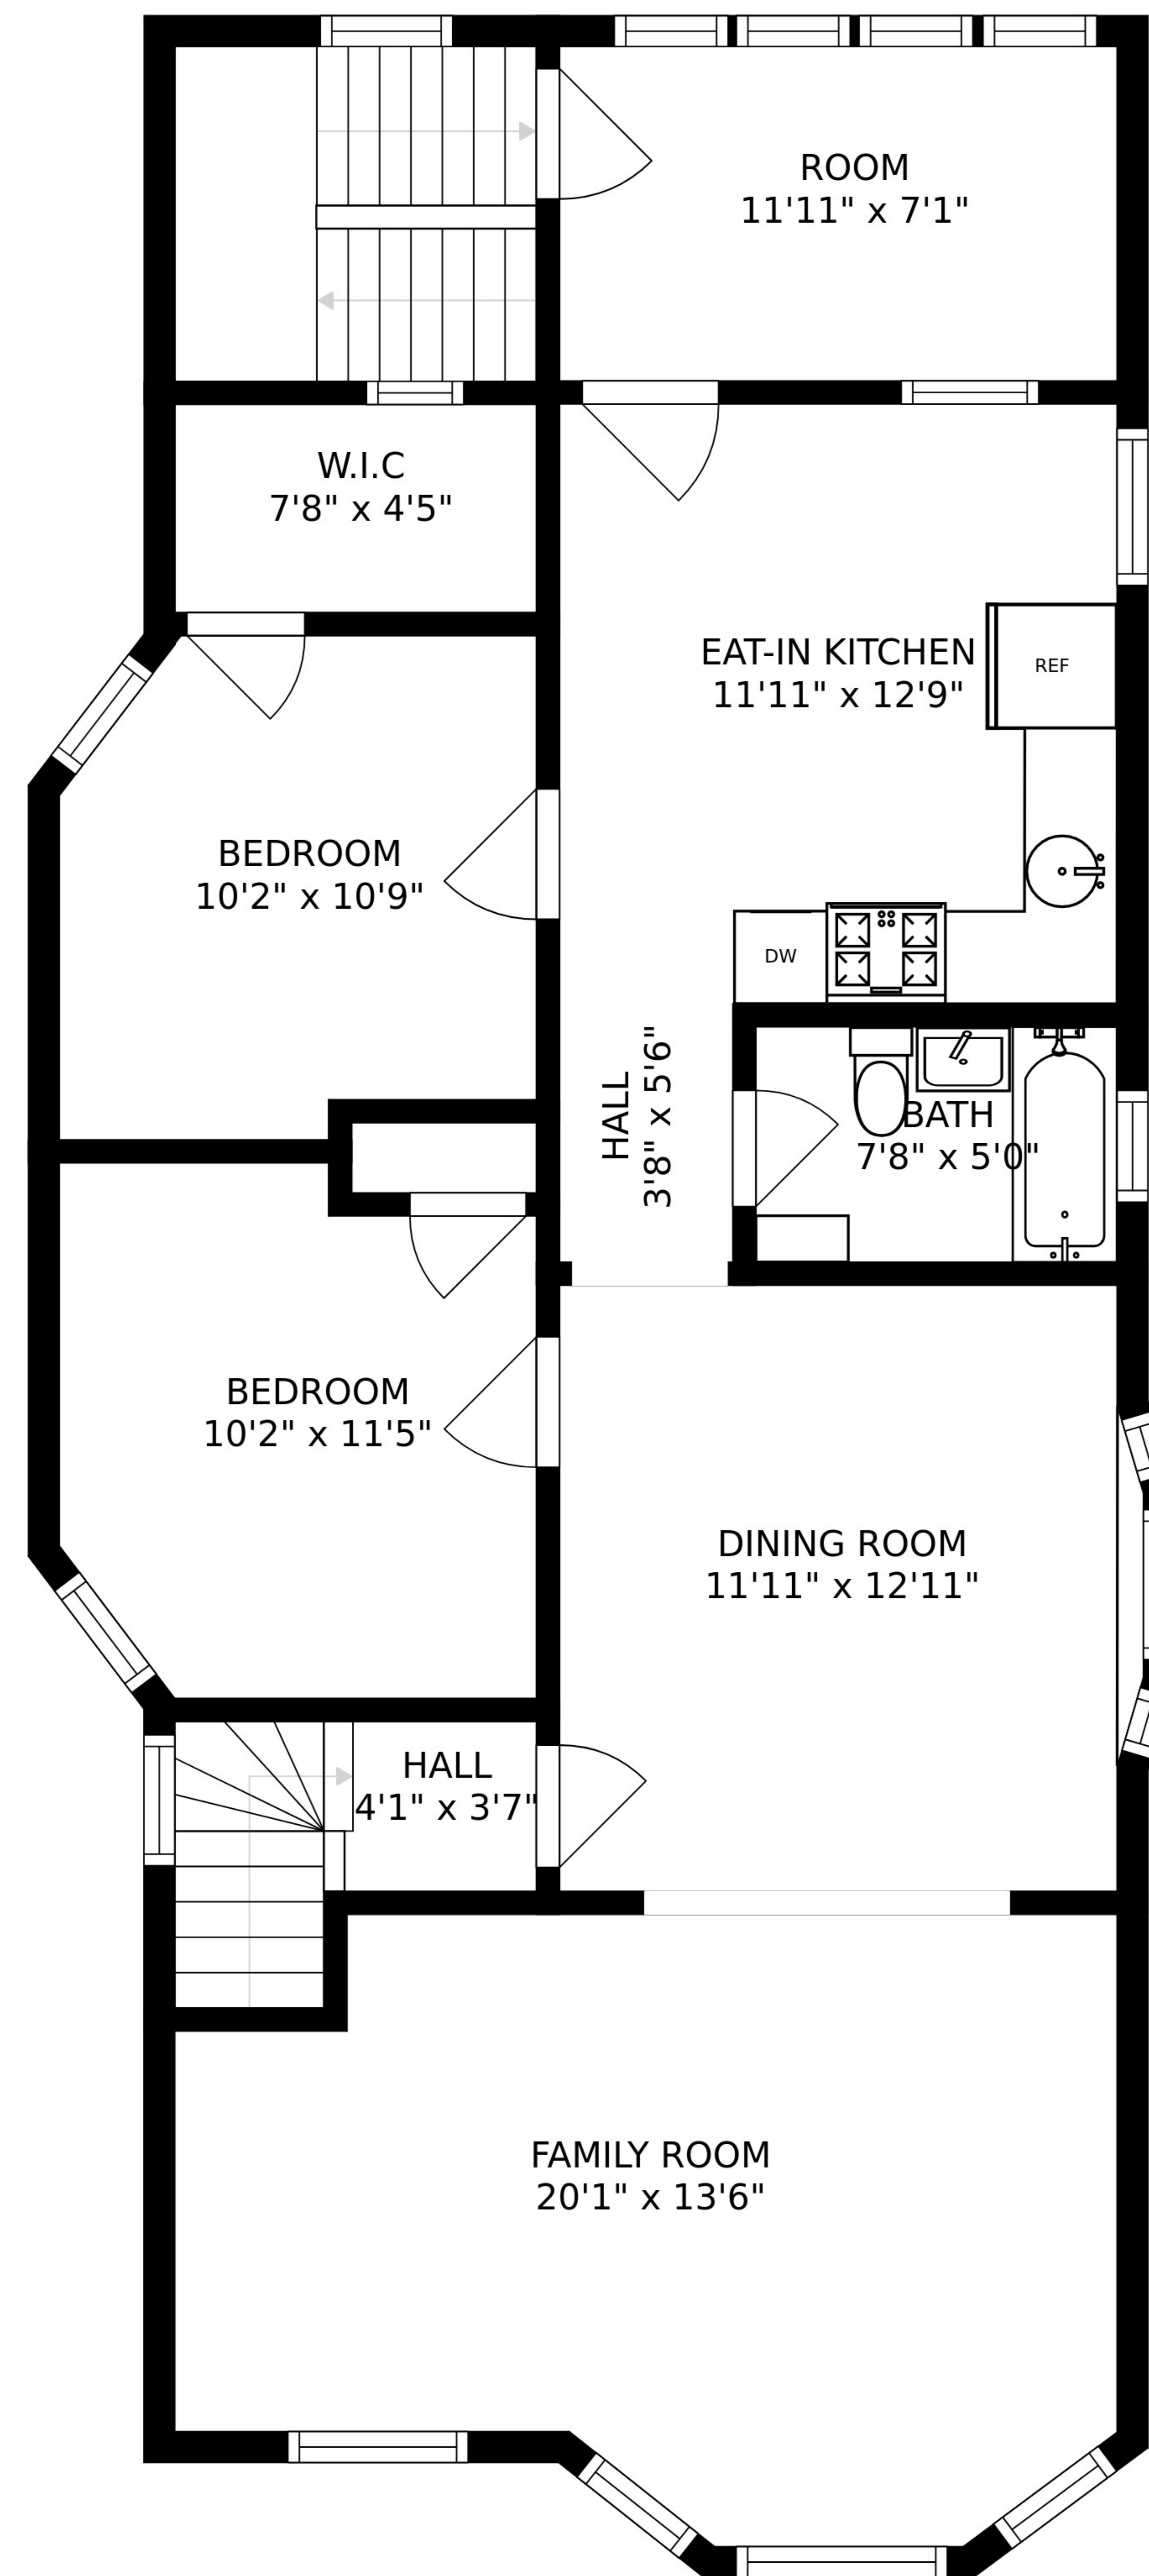 ROOM
11'11" x 7'1"
W.I.C
7'8" x 4'5"
EAT-IN KITCHEN
11'11" x 12'9"
REF
BEDROOM
10'2" x 10'9"
DW
HALL
3'8" x 5'6"
BATH
7'8" x 5'0"
BEDROOM
10'2" x 11'5"
DINING ROOM
11'11" x 12'11"
HALL
4'1" x 3'7"
FAMILY ROOM
20'1" x 13'6"